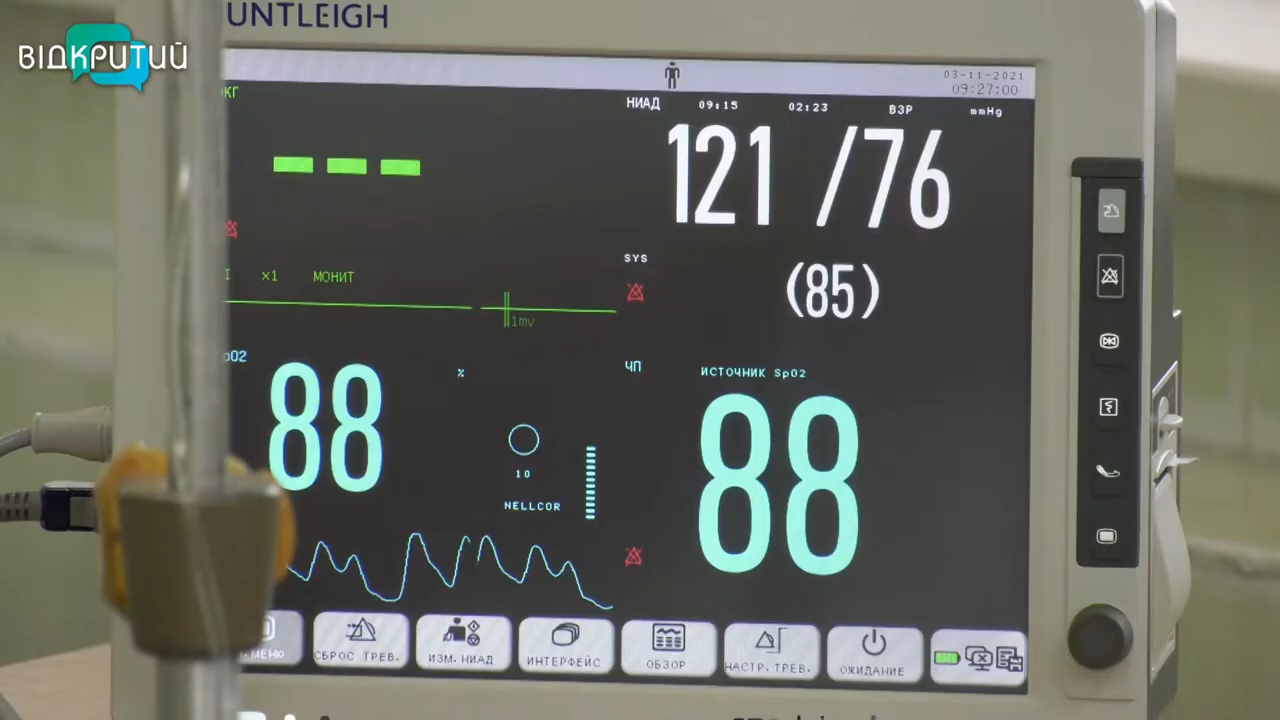 UNTLEIGH
ВІДКРИТИЙ
03-11-2021
09:27:00
КГ
НИАД 09:15 02:23 ВЗР mmHg
121 /76
SYS
(85)
I x1 МОНИТ
1mv
pO2 %
88
ЧП
ИСТОЧНИК SpO2
88
10
NELLCOR
МЕНЮ
СБРОС ТРЕВ.
ИЗМ. НИАД
ИНТЕРФЕЙС
ОБЗОР
НАСТР. ТРЕВ.
ОЖИДАНИЕ